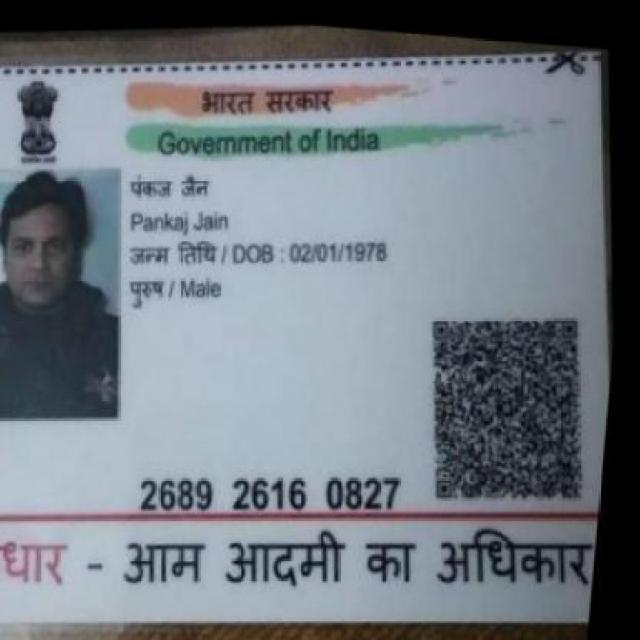 भारत सरकार
Government of India
पंकज जैन
Pankaj Jain
जन्म तिथि / DOB : 02/01/1978
पुरुष / Male
2689 2616 0827
धार - आम आदमी का अधिकार